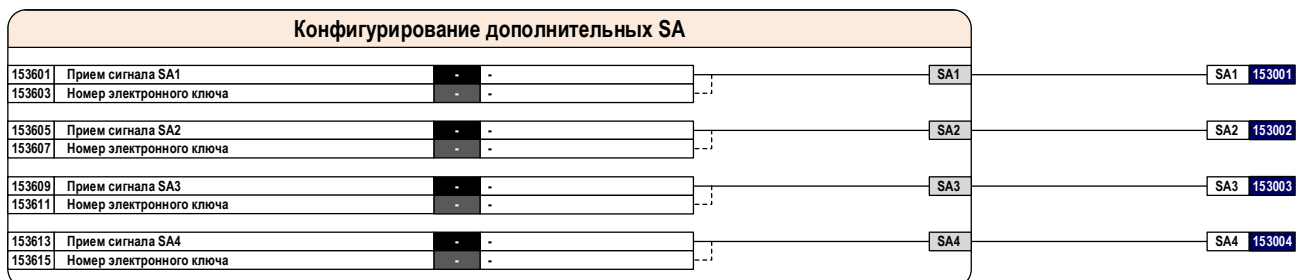 Конфигурирование дополнительных SA
153601 Прием сигнала SA1 - - SA1 SA1 153001
153603 Номер электронного ключа - -
153605 Прием сигнала SA2 - - SA2 SA2 153002
153607 Номер электронного ключа - -
153609 Прием сигнала SA3 - - SA3 SA3 153003
153611 Номер электронного ключа - -
153613 Прием сигнала SA4 - - SA4 SA4 153004
153615 Номер электронного ключа - -